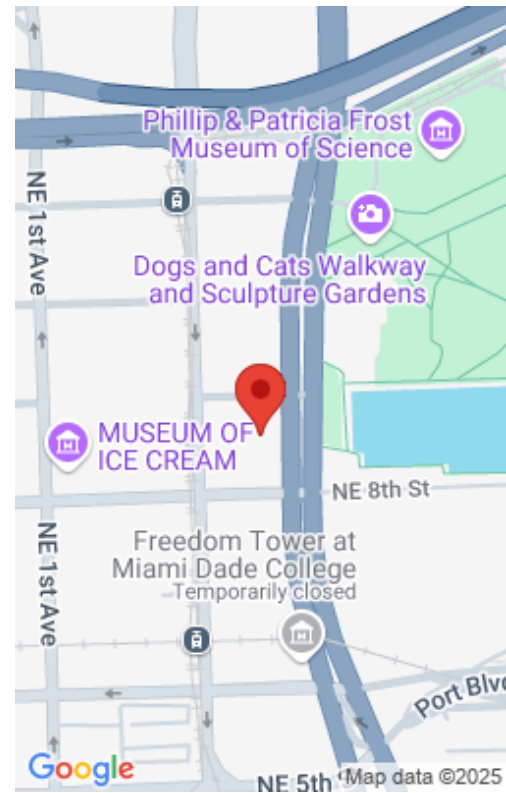 Phillip & Patricia Frost
Museum of Science
NE 1st Ave
Dogs and Cats Walkway
and Sculpture Gardens
MUSEUM OF
ICE CREAM
NE 8th St
NE 1st Ave
Freedom Tower at
Miami Dade College
Temporarily closed
Port Blvd
Google
NE 5th S
Map data ©2025